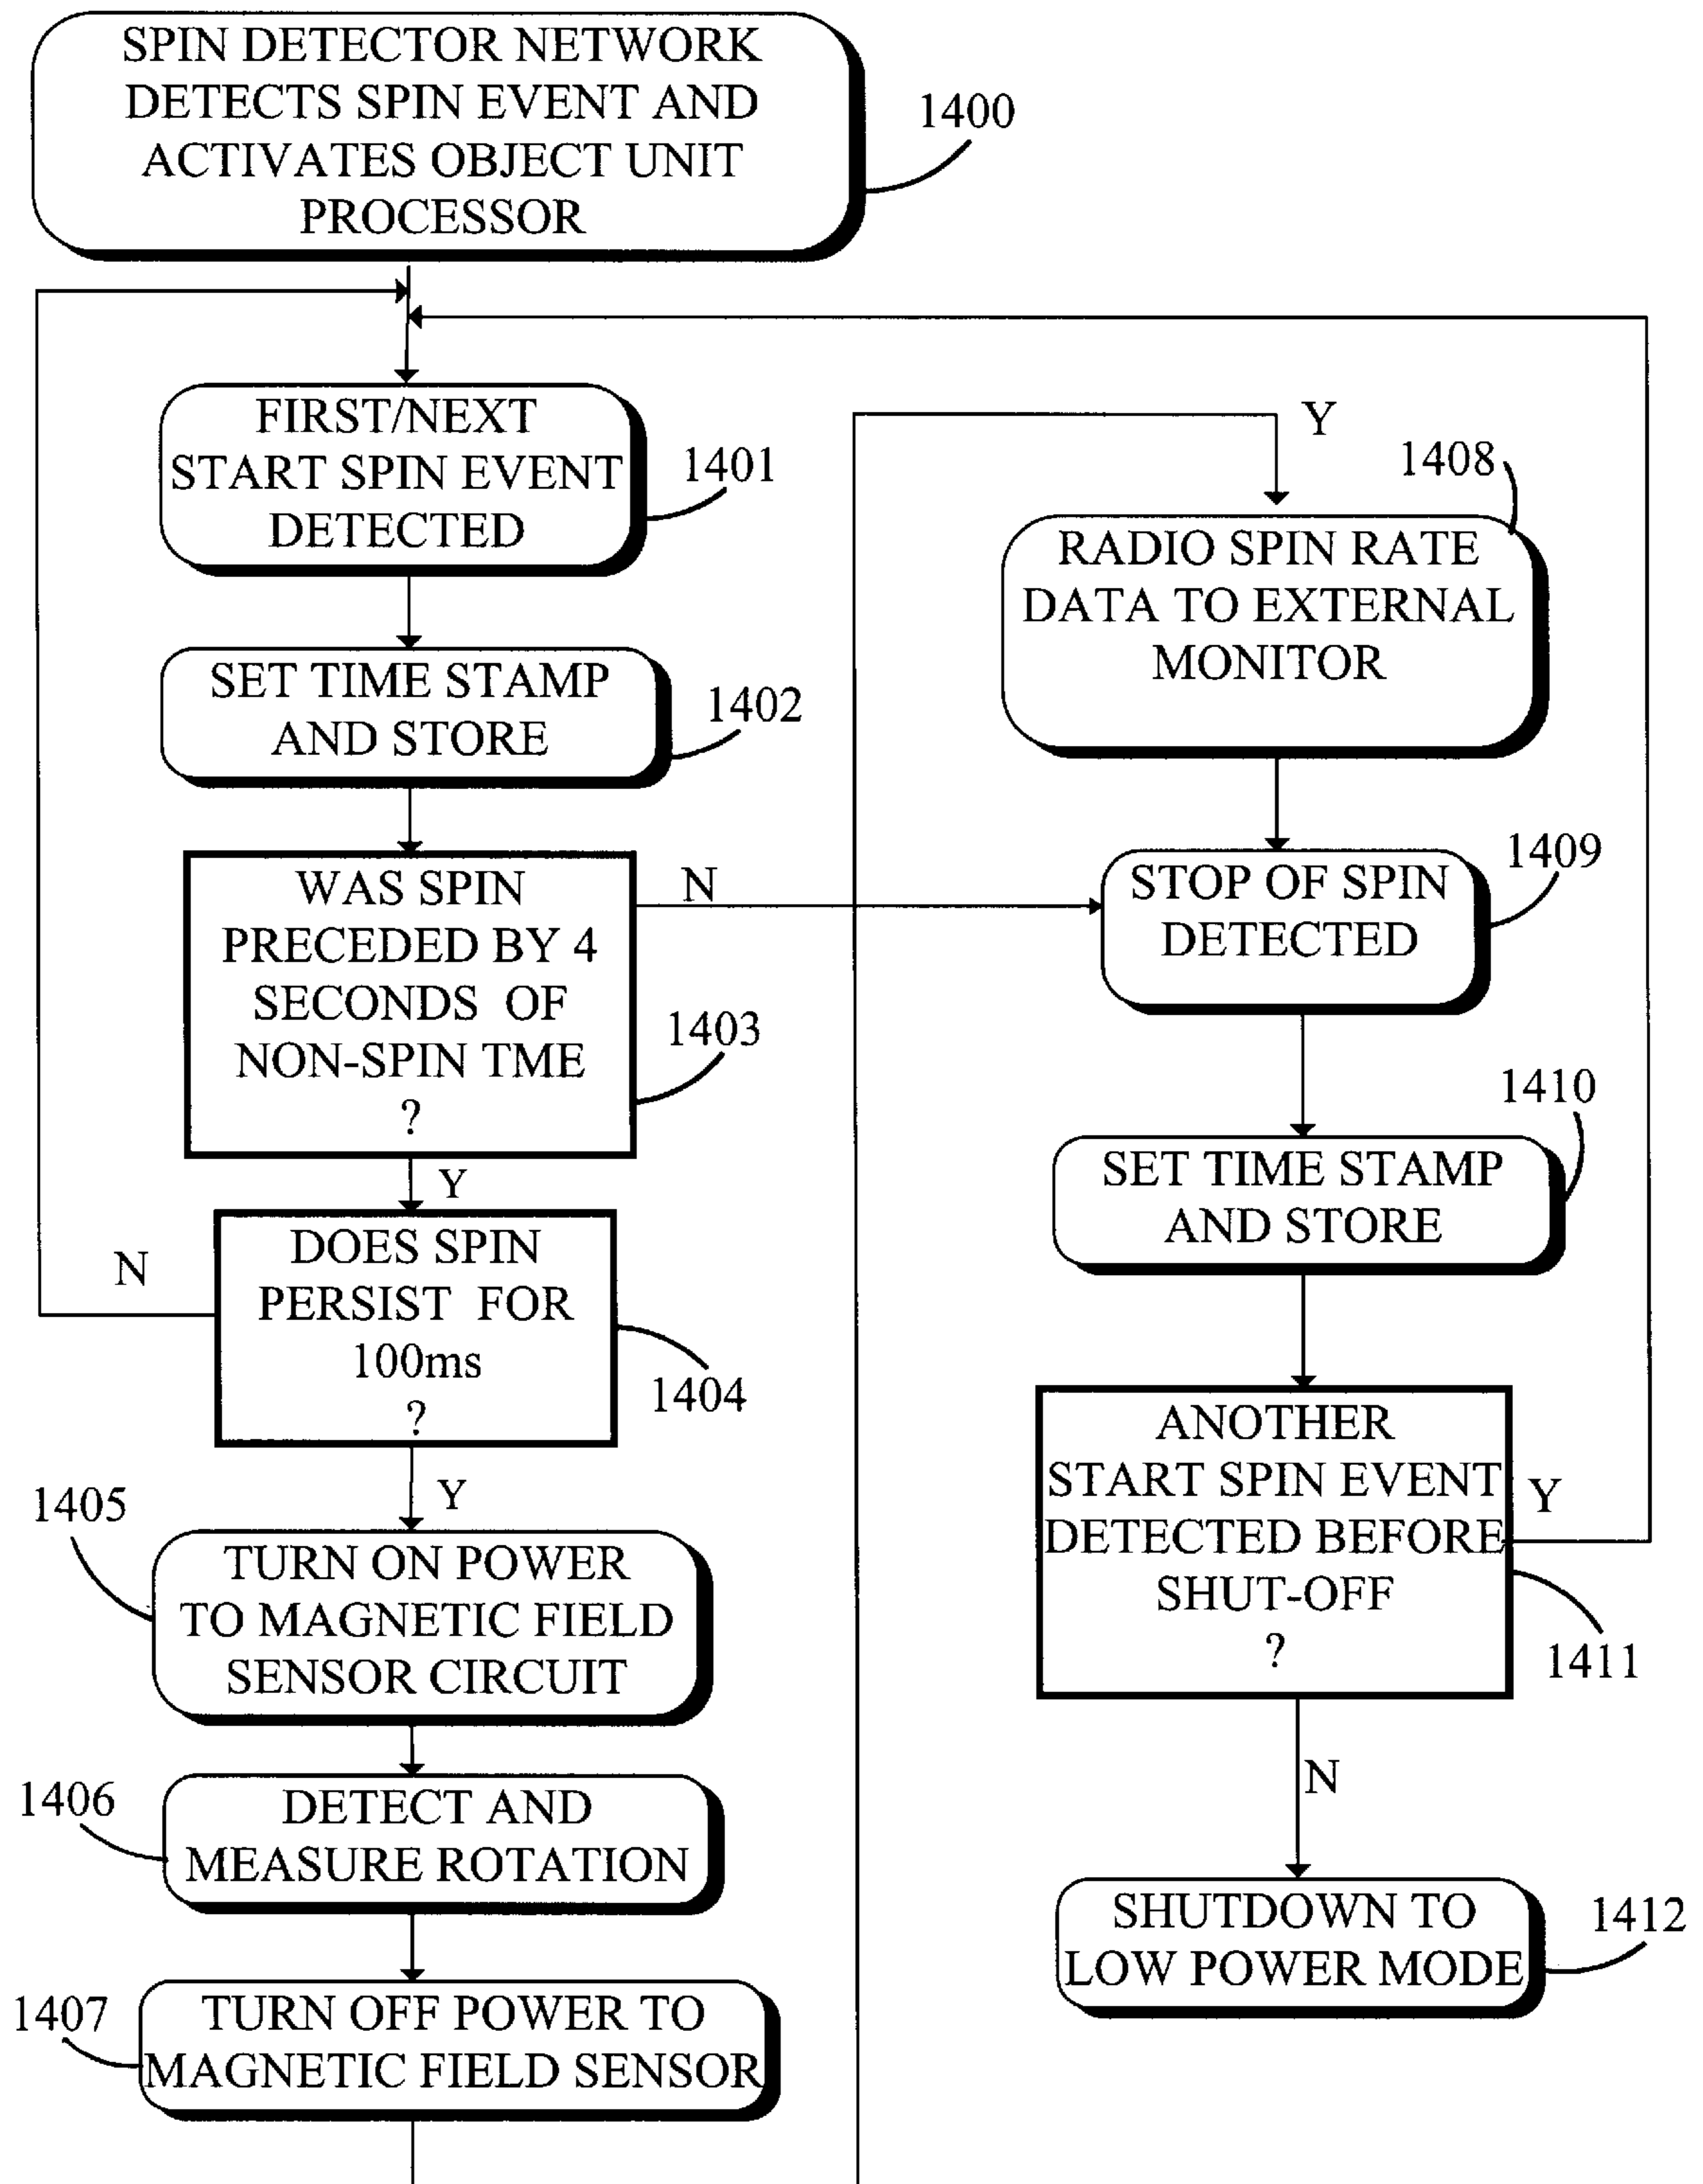 SPIN DETECTOR NETWORK
DETECTS SPIN EVENT AND
ACTIVATES OBJECT UNIT
PROCESSOR
1400
FIRST/NEXT
START SPIN EVENT
DETECTED
1401
SET TIME STAMP
AND STORE
1402
WAS SPIN
PRECEDED BY 4
SECONDS OF
NON-SPIN TME
?
1403
N
Y
DOES SPIN
PERSIST FOR
100ms
?
1404
N
Y
1405
TURN ON POWER
TO MAGNETIC FIELD
SENSOR CIRCUIT
1406
DETECT AND
MEASURE ROTATION
1407
TURN OFF POWER TO
MAGNETIC FIELD SENSOR
Y
1408
RADIO SPIN RATE
DATA TO EXTERNAL
MONITOR
1409
STOP OF SPIN
DETECTED
1410
SET TIME STAMP
AND STORE
ANOTHER
START SPIN EVENT
DETECTED BEFORE
SHUT-OFF
?
Y
1411
N
SHUTDOWN TO
LOW POWER MODE
1412